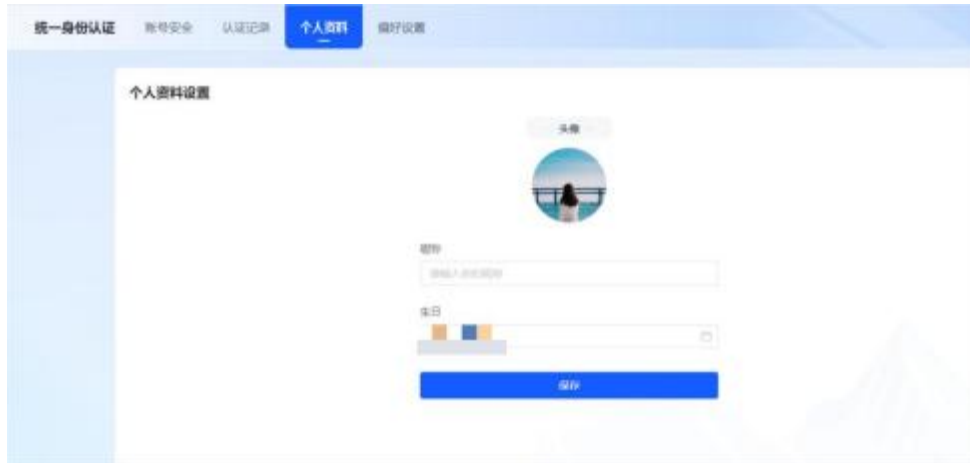 统一身份认证 账号安全 认证记录 个人资料 偏好设置
个人资料设置
头像
昵称
请输入您的昵称
生日
保存